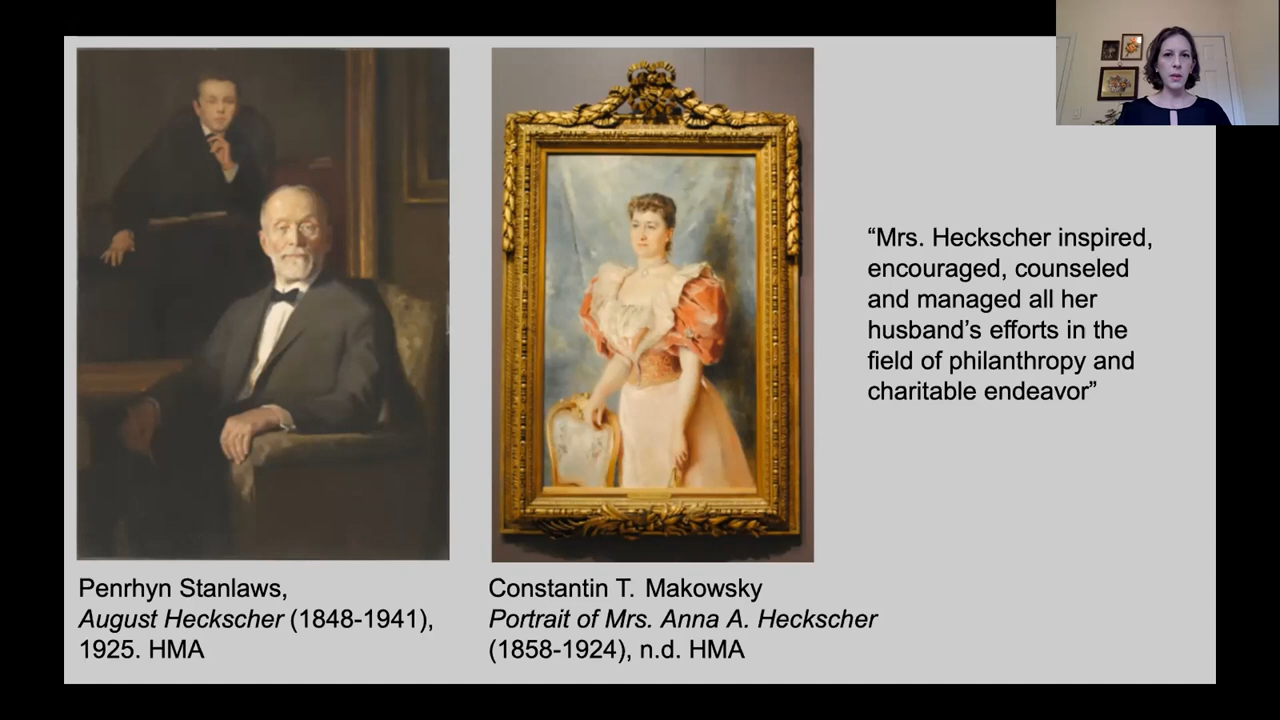 “Mrs. Heckscher inspired,
encouraged, counseled
and managed all her
husband’s efforts in the
field of philanthropy and
charitable endeavor”
Penrhyn Stanlaws,
August Heckscher (1848-1941),
1925. HMA
Constantin T. Makowsky
Portrait of Mrs. Anna A. Heckscher
(1858-1924), n.d. HMA